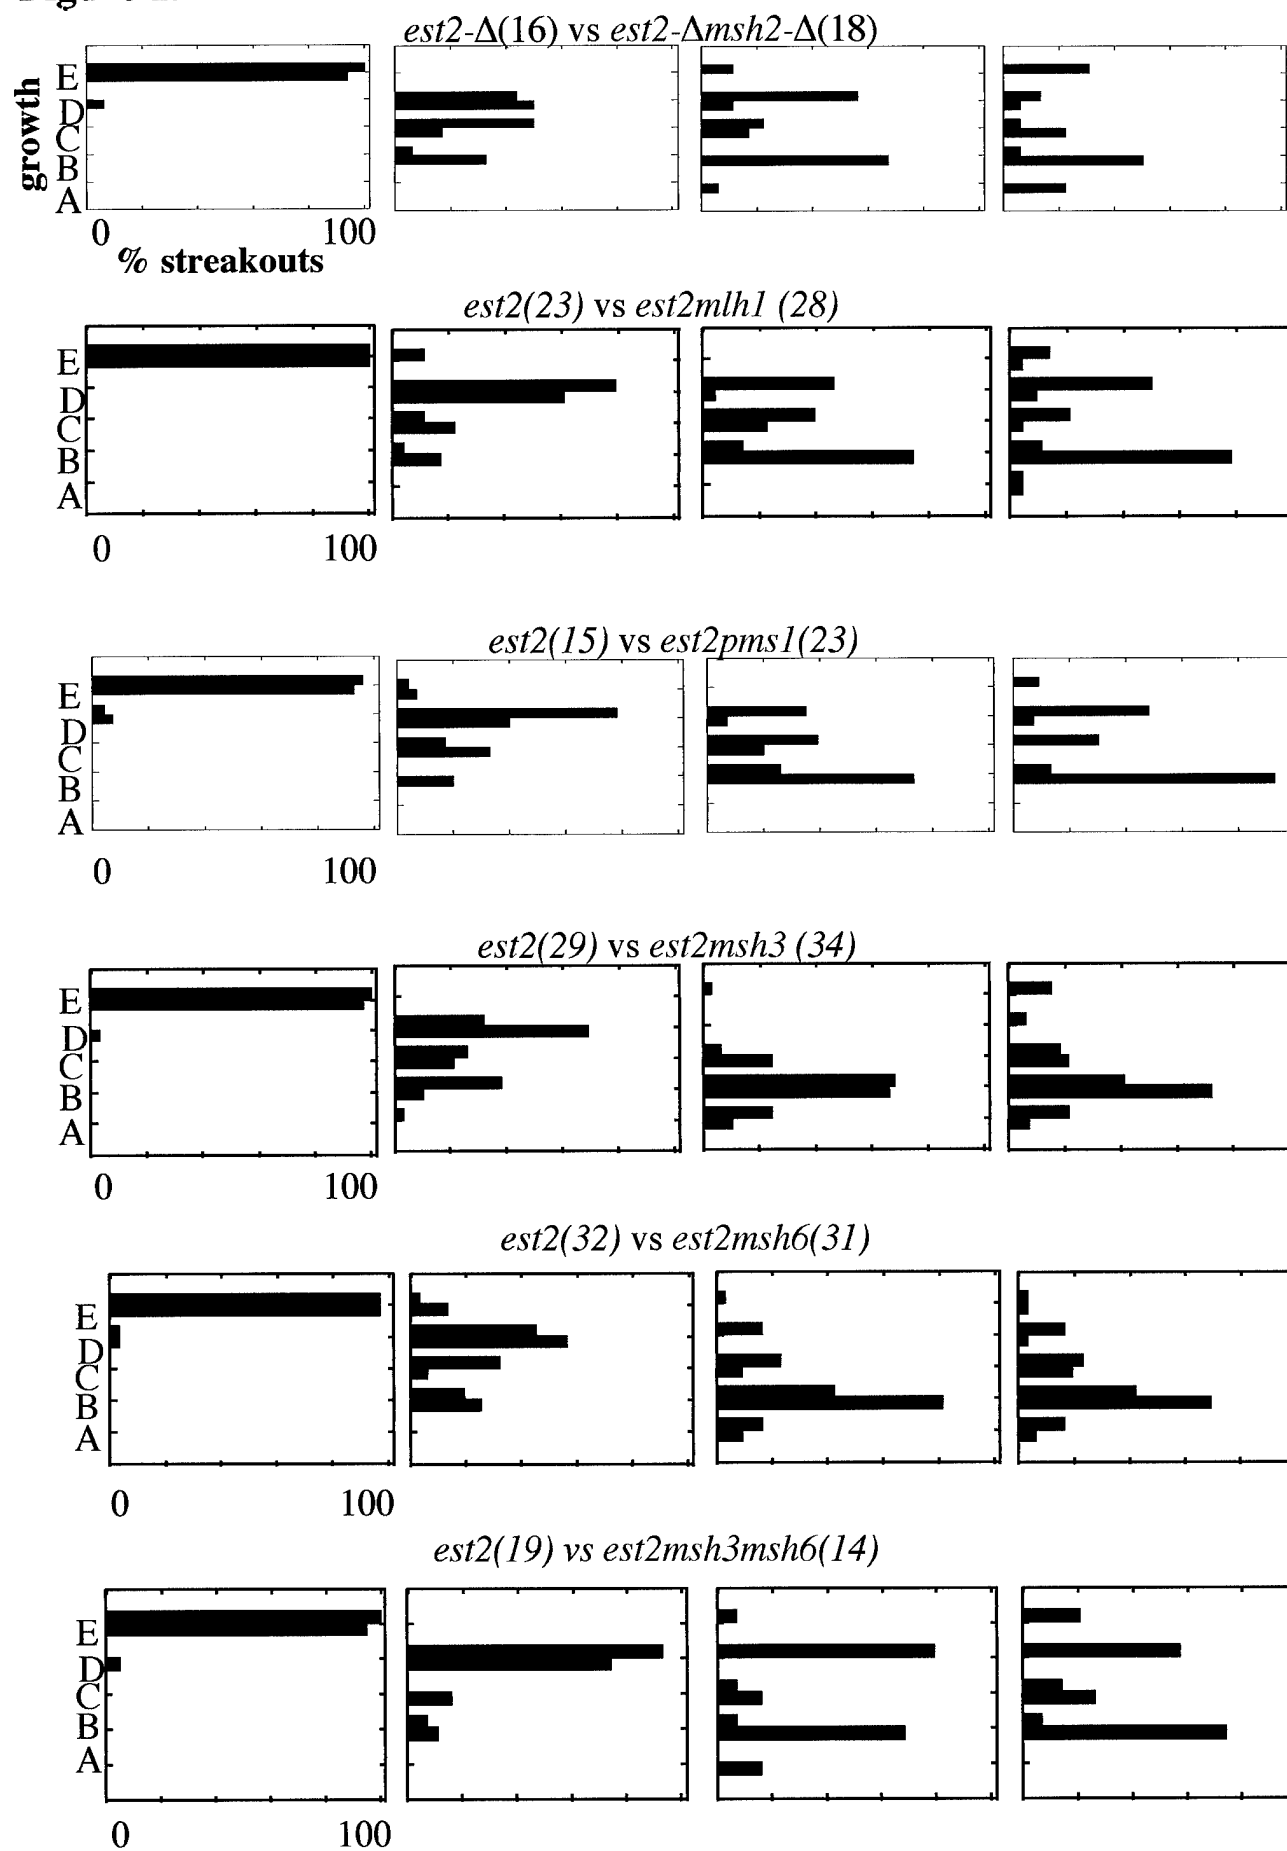 est2-Δ(16) vs est2-Δmsh2-Δ(18)
growth
E
D
C
B
A
0 100
% streakouts
est2(23) vs est2mlh1 (28)
E
D
C
B
A
0 100
est2(15) vs est2pms1(23)
E
D
C
B
A
0 100
est2(29) vs est2msh3 (34)
E
D
C
B
A
0 100
est2(32) vs est2msh6(31)
E
D
C
B
A
0 100
est2(19) vs est2msh3msh6(14)
E
D
C
B
A
0 100